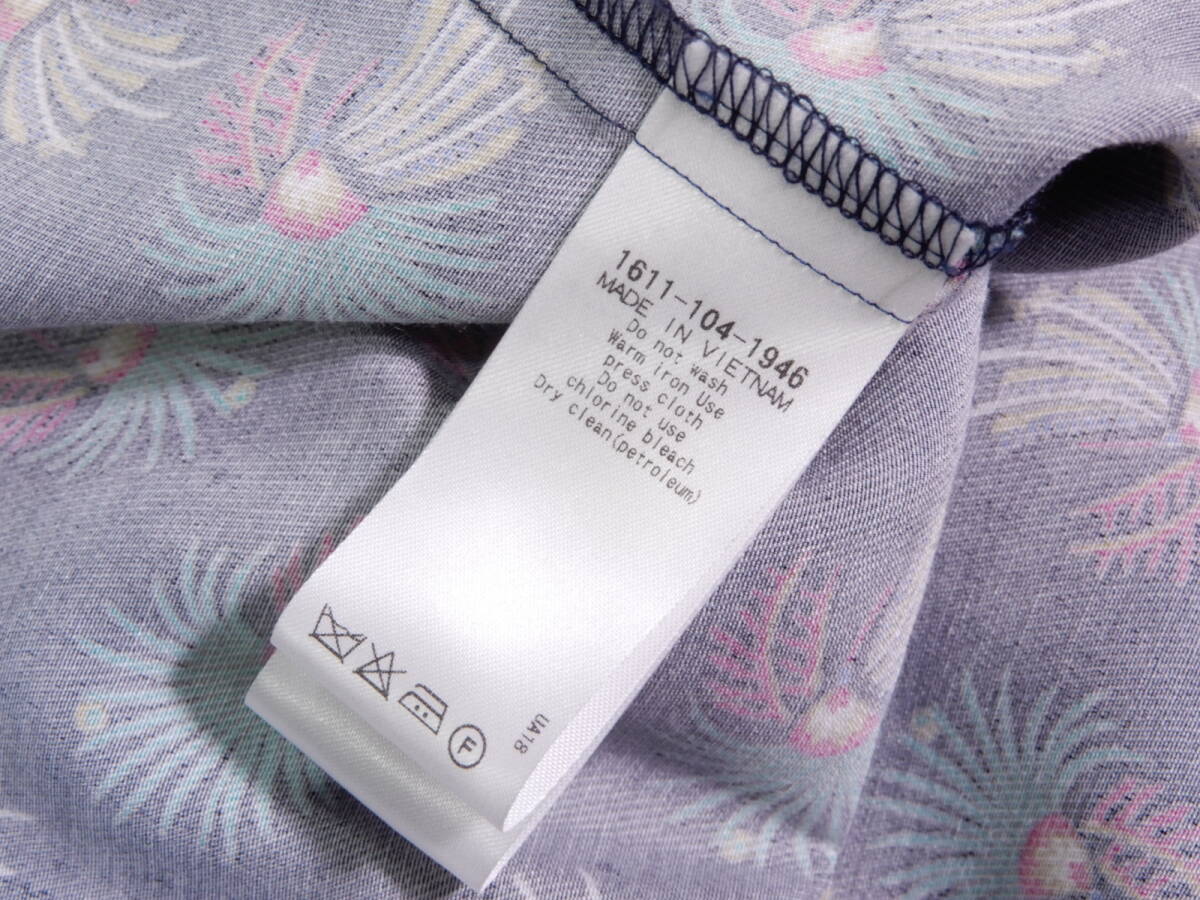 1611-104-1946
MADE IN VIETNAM
Do not wash
Warm iron Use
press cloth
Do not use
chlorine bleach
Dry clean(petroleum)
F
UA18